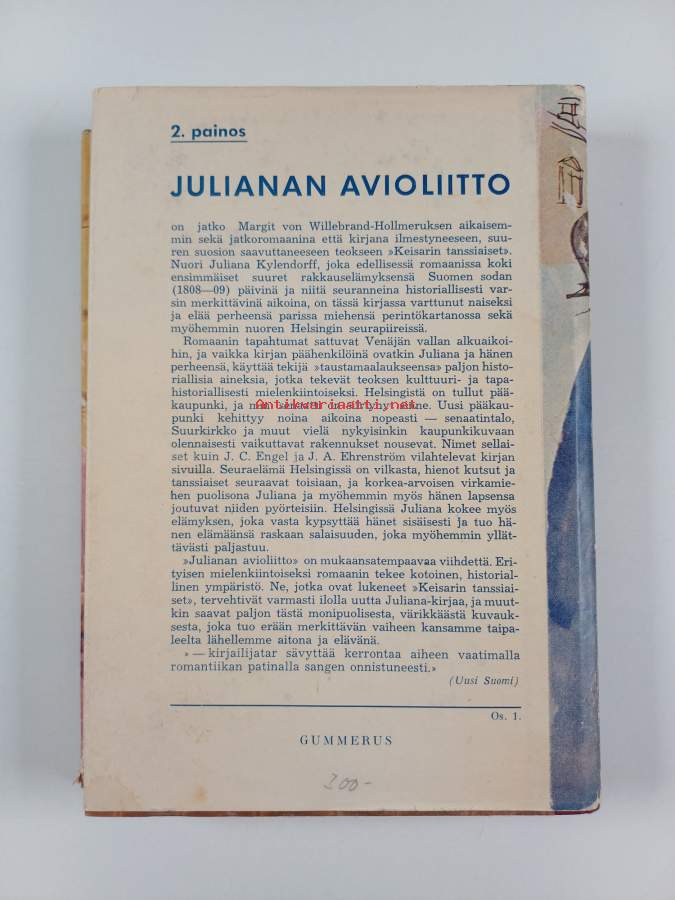 2. painos
JULIANAN AVIOLIITTO
on jatko Margit von Willebrand-Hollmeruksen aikaisem-
min sekä jatkoromaanina että kirjana ilmestyneeseen, suu-
ren suosion saavuttaneeseen teokseen »Keisarin tanssiaiset».
Nuori Juliana Kylendorff, joka edellisessä romaanissa koki
ensimmäiset suuret rakkauselämyksensä Suomen sodan
(1808—09) päivinä ja niitä seuranneina historiallisesti var-
sin merkittävinä aikoina, on tässä kirjassa varttunut naiseksi
ja elää perheensä parissa miehensä perintökartanossa sekä
myöhemmin nuoren Helsingin seurapiireissä.
Romaanin tapahtumat sattuvat Venäjän vallan alkuaikoi-
hin, ja vaikka kirjan päähenkilöinä ovatkin Juliana ja hänen
perheensä, käyttää tekijä »taustamaalaukseensa» paljon his-
toriallisia aineksia, jotka tekevät teoksen kulttuuri- ja tapa-
historiallisesti mielenkiintoiseksi. Helsingistä on tullut pää-
kaupunki, ja senaatti on siirtynyt sinne. Uusi pääkau-
Antikvariaatti.net
punki kehittyy noina aikoina nopeasti — senaatintalo,
Suurkirkko ja muut vielä nykyisinkin kaupunkikuvaan
olennaisesti vaikuttavat rakennukset nousevat. Nimet sellai-
set kuin J. C. Engel ja J. A. Ehrenström vilahtelevat kirjan
sivuilla. Seuraelämä Helsingissä on vilkasta, hienot kutsut ja
tanssiaiset seuraavat toisiaan, ja korkea-arvoisen virkamie-
hen puolisona Juliana ja myöhemmin myös hänen lapsensa
joutuvat niiden pyörteisiin. Helsingissä Juliana kokee myös
elämyksen, joka vasta kypsyttää hänet sisäisesti ja tuo hä-
nen elämäänsä raskaan salaisuuden, joka myöhemmin yllät-
tävästi paljastuu.
»Julianan avioliitto» on mukaansatempaavaa viihdettä. Eri-
tyisen mielenkiintoiseksi romaanin tekee kotoinen, historial-
linen ympäristö. Ne, jotka ovat lukeneet »Keisarin tanssiai-
set», tervehtivät varmasti ilolla uutta Juliana-kirjaa, ja muut-
kin saavat paljon tästä monipuolisesta, värikkäästä kuvauk-
sesta, joka tuo erään merkittävän vaiheen kansamme taipa-
leelta lähellemme aitona ja elävänä.
» — kirjailijatar sävyttää kerrontaa aiheen vaatimalla
romantiikan patinalla sangen onnistuneesti.»
(Uusi Suomi)
Os. 1.
GUMMERUS
300-